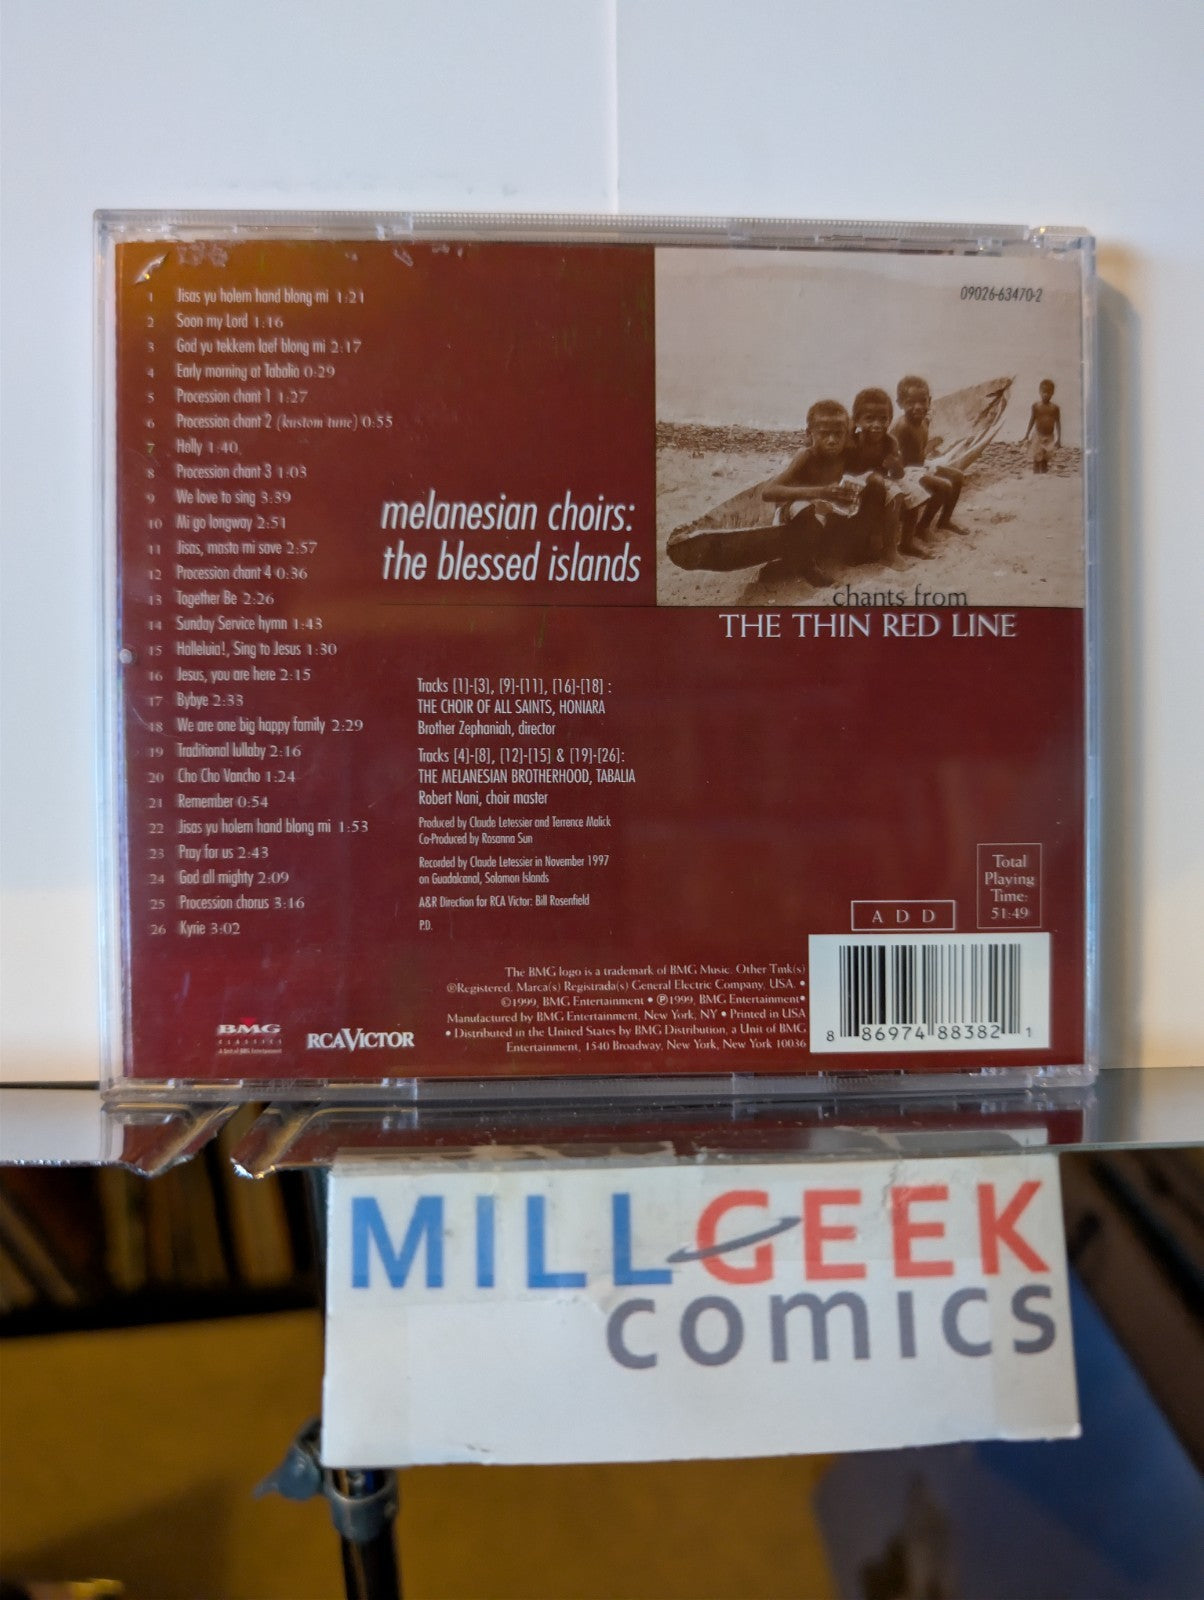 09026-63470-2
1 Jisas yu holem hand blong mi 1:21
2 Soon my Lord 1:16
3 God yu tekkem laef blong mi 2:17
4 Early morning at Tabalia 0:29
5 Procession chant 1 1:27
6 Procession chant 2 (kustom tune) 0:55
7 Holly 1:40
8 Procession chant 3 1:03
9 We love to sing 3:39
10 Mi go longway 2:51
11 Jisas, masta mi save 2:57
12 Procession chant 4 0:36
13 Together Be 2:26
14 Sunday Service hymn 1:43
15 Halleluia!, Sing to Jesus 1:30
16 Jesus, you are here 2:15
17 Bybye 2:33
18 We are one big happy family 2:29
19 Traditional lullaby 2:16
20 Cho Cho Vancho 1:24
21 Remember 0:54
22 Jisas yu holem hand blong mi 1:53
23 Pray for us 2:43
24 God all mighty 2:09
25 Procession chorus 3:16
26 Kyrie 3:02
melanesian choirs:
the blessed islands
chants from
THE THIN RED LINE
Tracks [1]-[3], [9]-[11], [16]-[18] :
THE CHOIR OF ALL SAINTS, HONIARA
Brother Zephaniah, director
Tracks [4]-[8], [12]-[15] & [19]-[26]:
THE MELANESIAN BROTHERHOOD, TABALIA
Robert Nani, choir master
Produced by Claude Letessier and Terrence Malick
Co-Produced by Rosanna Sun
Recorded by Claude Letessier in November 1997
on Guadalcanal, Solomon Islands
A&R Direction for RCA Victor: Bill Rosenfield
P.D.
Total
Playing
Time:
51:49
A D D
The BMG logo is a trademark of BMG Music. Other Tmk(s)
®Registered. Marca(s) Registrada(s) General Electric Company, USA. •
©1999, BMG Entertainment • ℗1999, BMG Entertainment•
Manufactured by BMG Entertainment, New York, NY • Printed in USA
• Distributed in the United States by BMG Distribution, a Unit of BMG
Entertainment, 1540 Broadway, New York, New York 10036
BMG
CLASSICS
A Unit of BMG Entertainment
RCA VICTOR
8 86974 88382 1
MILLGEEK
comics